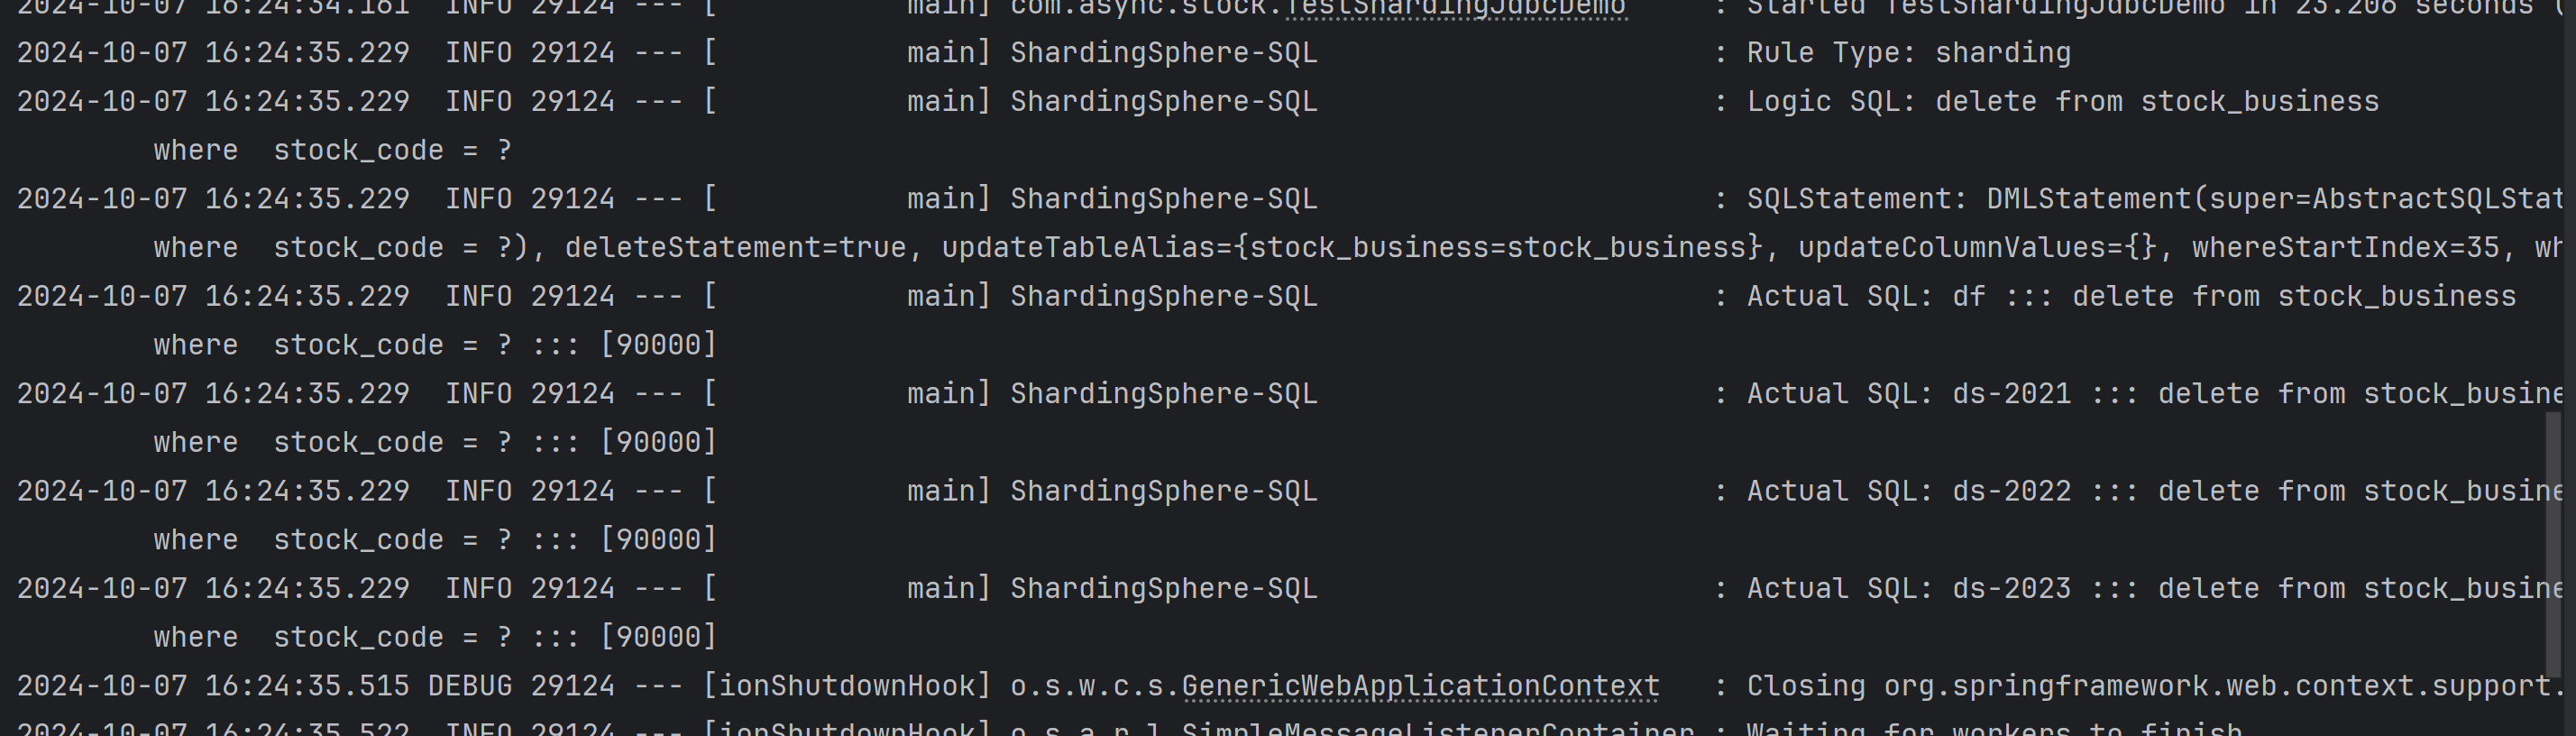 2024-10-07 16:24:34.161  INFO 29124 --- [           main] com.async.stock.TestShardingJdbcDemo     : Started TestShardingJdbcDemo in 23.206 seconds (
2024-10-07 16:24:35.229  INFO 29124 --- [           main] ShardingSphere-SQL                       : Rule Type: sharding
2024-10-07 16:24:35.229  INFO 29124 --- [           main] ShardingSphere-SQL                       : Logic SQL: delete from stock_business
        where  stock_code = ?
2024-10-07 16:24:35.229  INFO 29124 --- [           main] ShardingSphere-SQL                       : SQLStatement: DMLStatement(super=AbstractSQLStat
        where  stock_code = ?), deleteStatement=true, updateTableAlias={stock_business=stock_business}, updateColumnValues={}, whereStartIndex=35, wh
2024-10-07 16:24:35.229  INFO 29124 --- [           main] ShardingSphere-SQL                       : Actual SQL: df ::: delete from stock_business
        where  stock_code = ? ::: [90000]
2024-10-07 16:24:35.229  INFO 29124 --- [           main] ShardingSphere-SQL                       : Actual SQL: ds-2021 ::: delete from stock_busine
        where  stock_code = ? ::: [90000]
2024-10-07 16:24:35.229  INFO 29124 --- [           main] ShardingSphere-SQL                       : Actual SQL: ds-2022 ::: delete from stock_busine
        where  stock_code = ? ::: [90000]
2024-10-07 16:24:35.229  INFO 29124 --- [           main] ShardingSphere-SQL                       : Actual SQL: ds-2023 ::: delete from stock_busine
        where  stock_code = ? ::: [90000]
2024-10-07 16:24:35.515 DEBUG 29124 --- [ionShutdownHook] o.s.w.c.s.GenericWebApplicationContext   : Closing org.springframework.web.context.support.
2024-10-07 16:24:35.522  INFO 29124 --- [ionShutdownHook] o.s.a.r.l.SimpleMessageListenerContainer : Waiting for workers to finish.